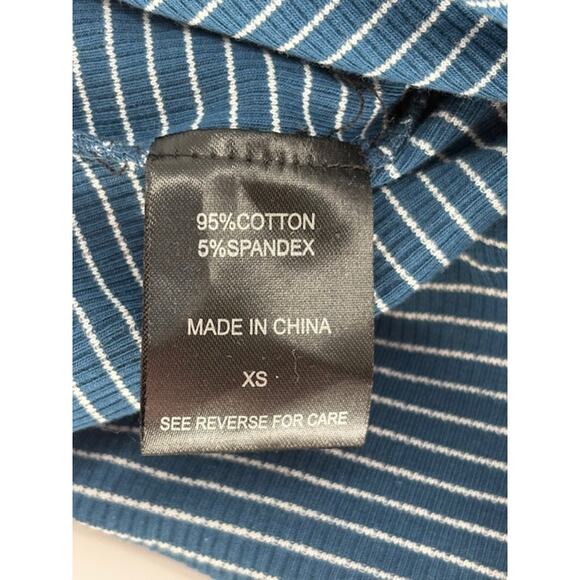 95%COTTON
5%SPANDEX
MADE IN CHINA
XS
SEE REVERSE FOR CARE